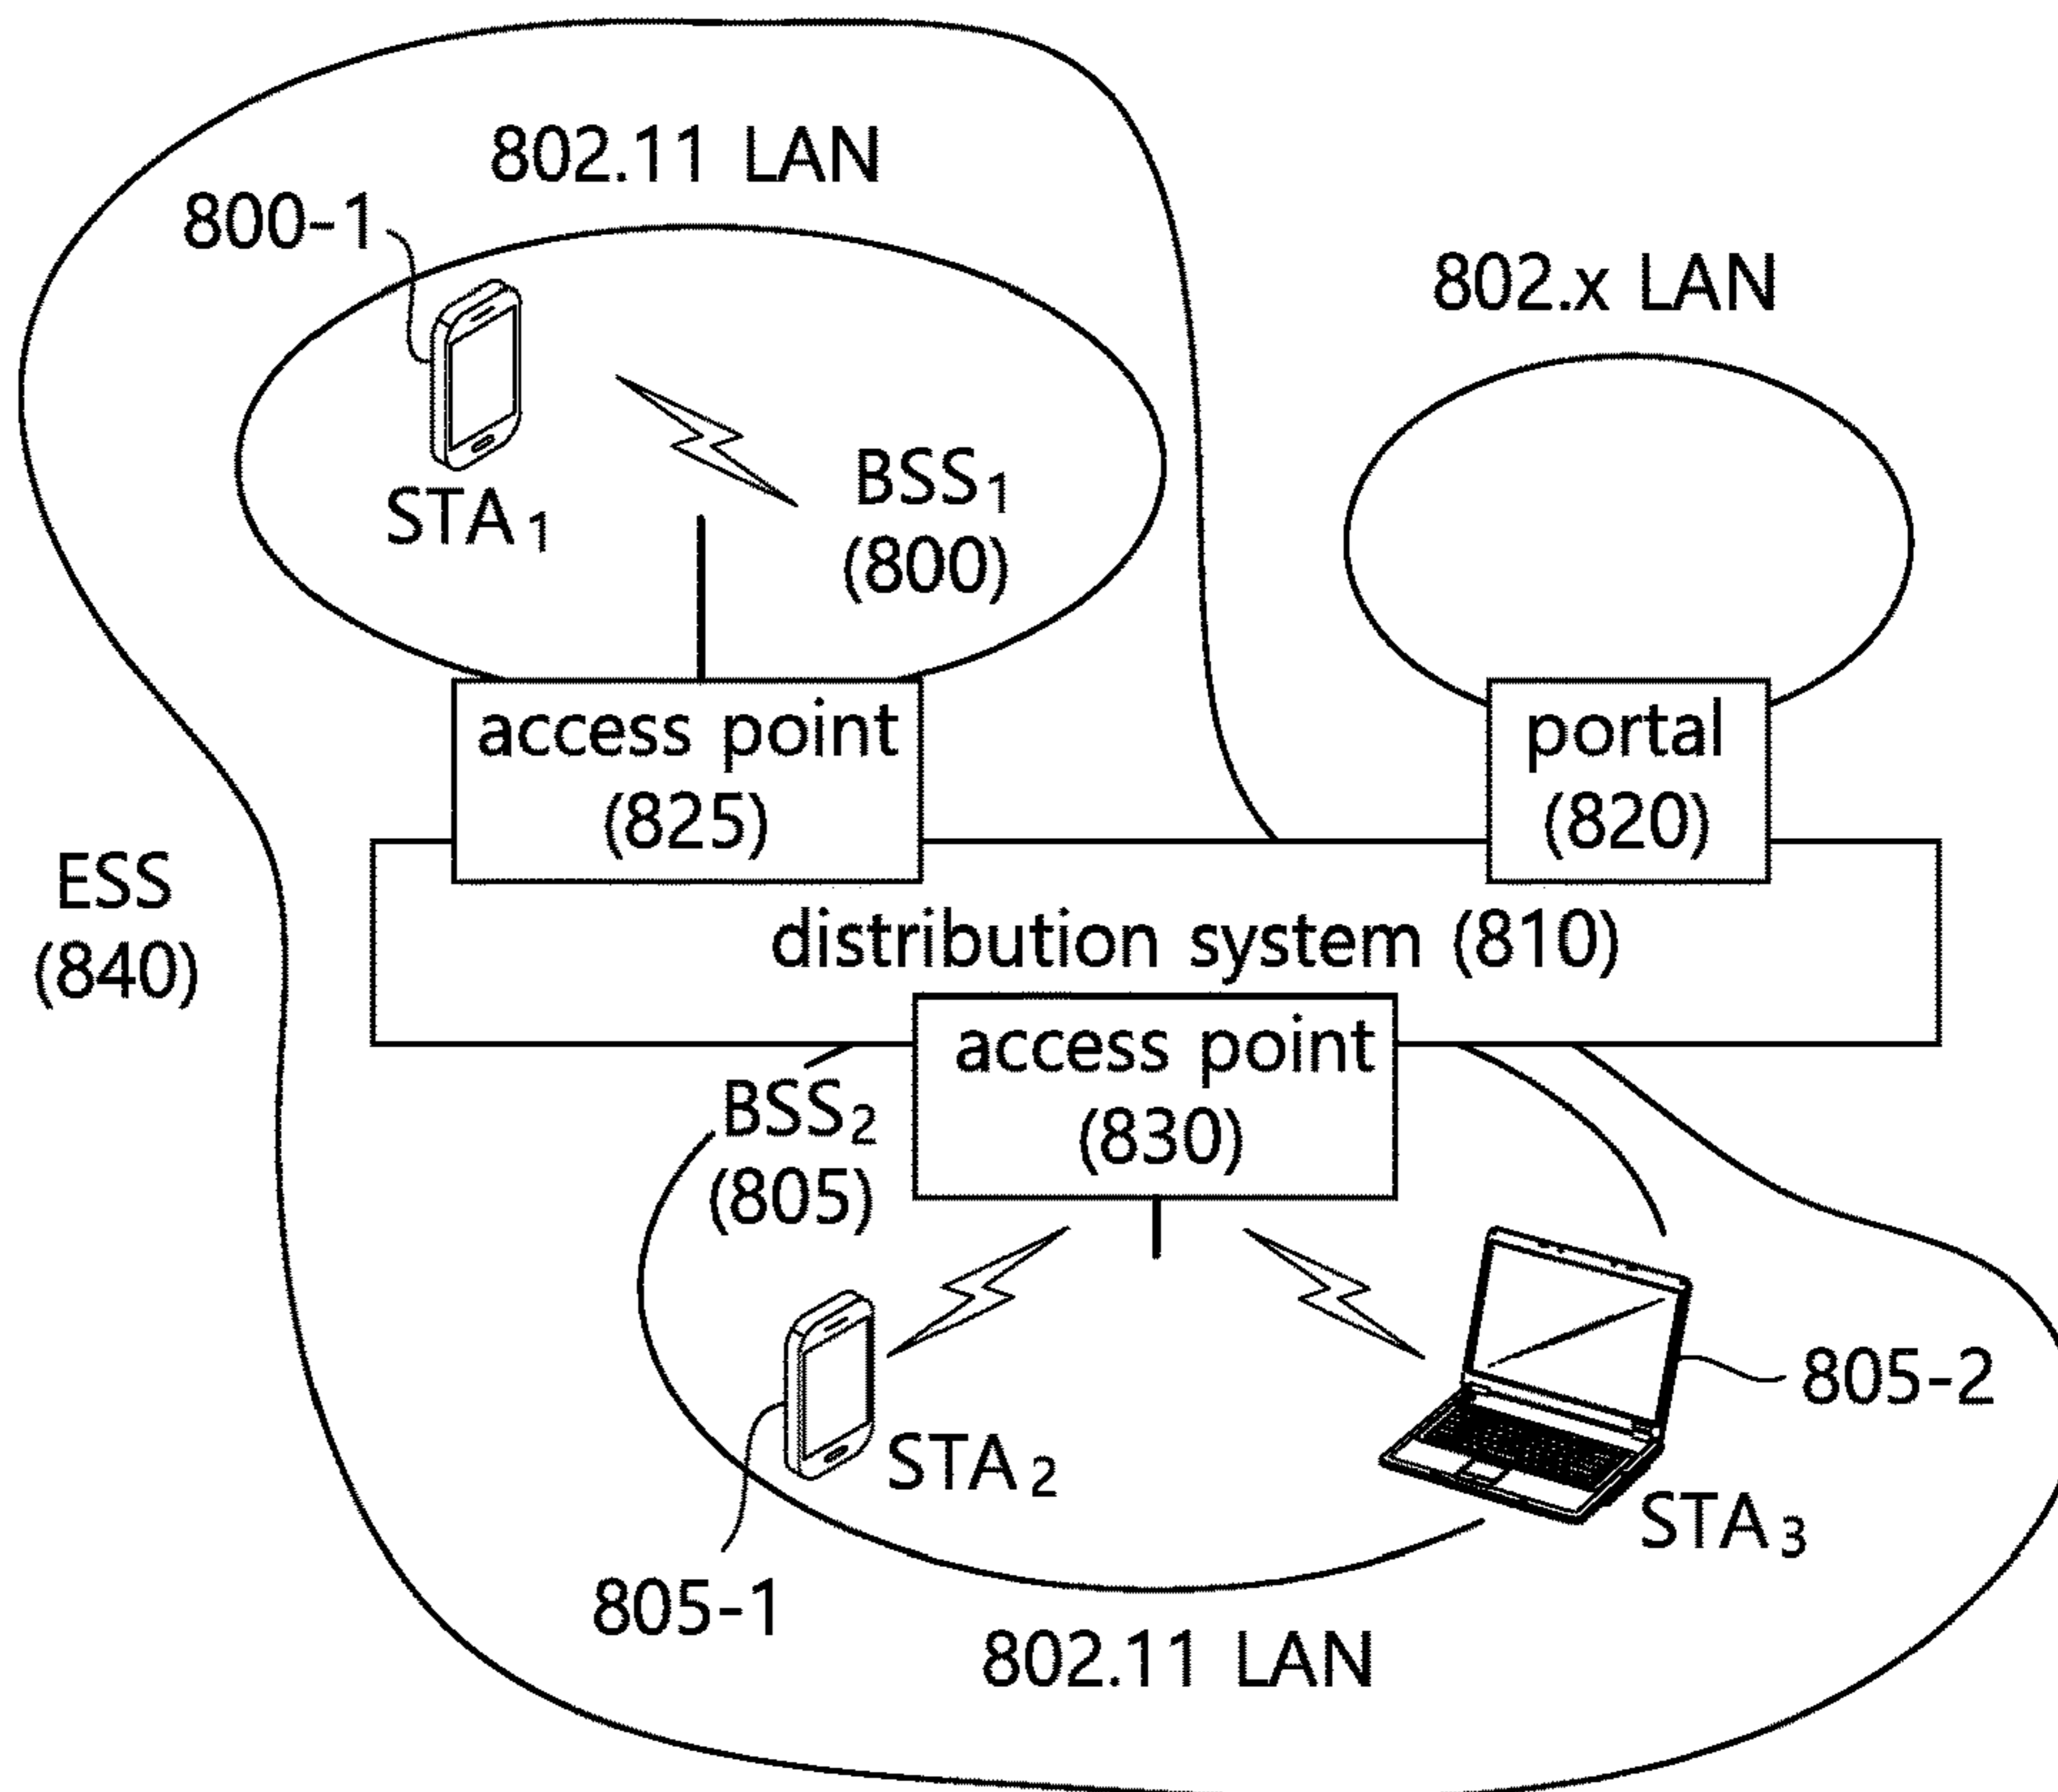 802.11 LAN
800-1
802.x LAN
STA1
BSS1
(800)
access point
(825)
portal
(820)
ESS
(840)
distribution system (810)
access point
(830)
BSS2
(805)
805-2
STA2
STA3
805-1
802.11 LAN